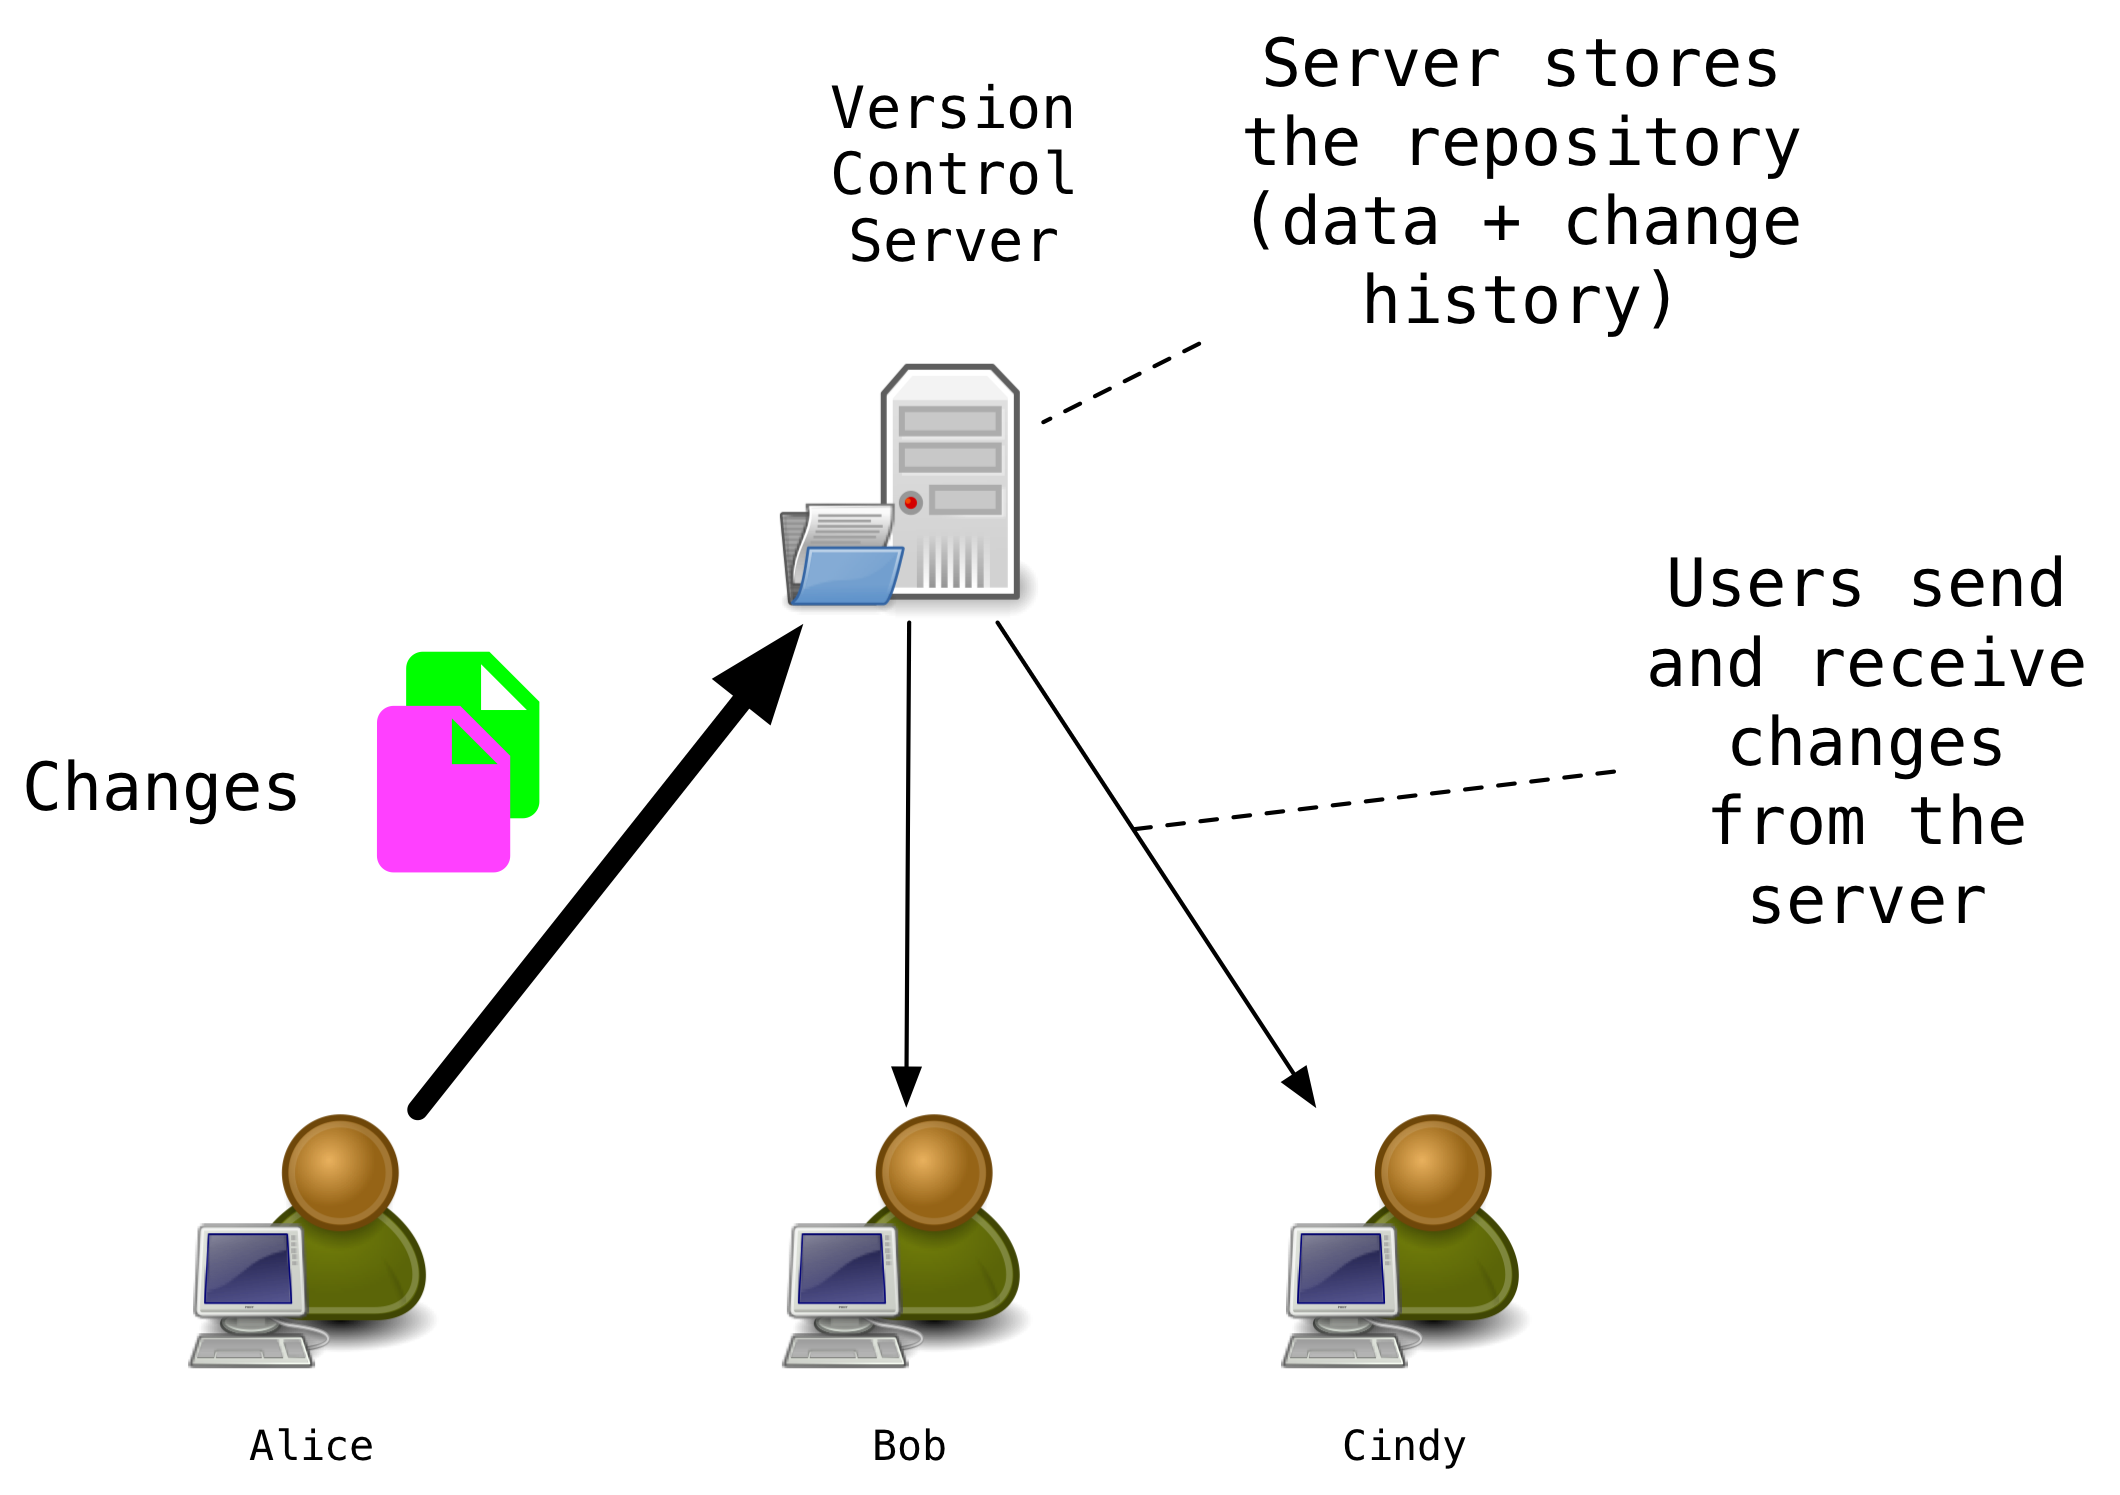 Version
Control
Server
Server stores
the repository
(data + change
history)
Users send
and receive
changes
from the
server
Changes
Alice
Bob
Cindy